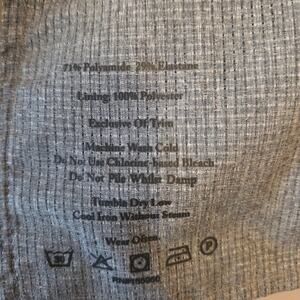 71% Polyamide 29% Elastane
Lining: 100% Polyester
Exclusive Of Trim
Machine Wash Cold
Do Not Use Chlorine-based Bleach
Do Not Pile Whilst Damp
Tumble Dry Low
Cool Iron Without Steam
Wear Often.